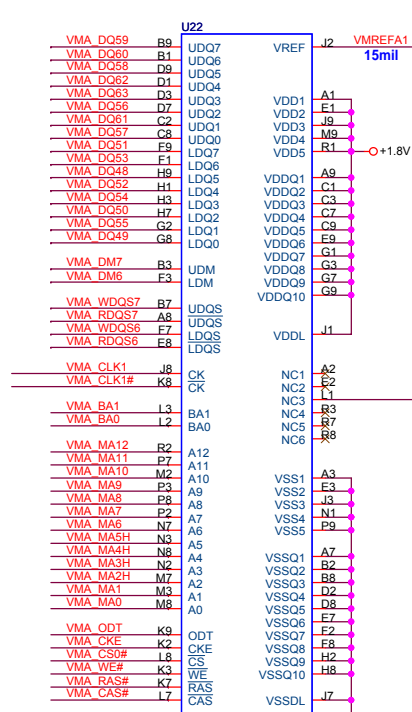 U22
VMA_DQ59 B9 UDQ7 VREF J2 VMREFA1
VMA_DQ60 B1 UDQ6 15mil
VMA_DQ58 D9 UDQ5
VMA_DQ62 D1 UDQ4
VMA_DQ63 D3 UDQ3 VDD1 A1
VMA_DQ56 D7 UDQ2 VDD2 E1
VMA_DQ61 C2 UDQ1 VDD3 J9
VMA_DQ57 C8 UDQ0 VDD4 M9
VMA_DQ51 F9 LDQ7 VDD5 R1 +1.8V
VMA_DQ53 F1 LDQ6
VMA_DQ48 H9 LDQ5 VDDQ1 A9
VMA_DQ52 H1 LDQ4 VDDQ2 C1
VMA_DQ54 H3 LDQ3 VDDQ3 C3
VMA_DQ50 H7 LDQ2 VDDQ4 C7
VMA_DQ55 G2 LDQ1 VDDQ5 C9
VMA_DQ49 G8 LDQ0 VDDQ6 E9
VDDQ7 G1
VMA_DM7 B3 UDM VDDQ8 G3
VMA_DM6 F3 LDM VDDQ9 G7
VDDQ10 G9
VMA_WDQS7 B7 UDQS
VMA_RDQS7 A8 UDQS
VMA_WDQS6 F7 LDQS VDDL J1
VMA_RDQS6 E8 LDQS
VMA_CLK1 J8 CK NC1 A2
VMA_CLK1# K8 CK NC2 E2
NC3 L1
VMA_BA1 L3 BA1 NC4 R3
VMA_BA0 L2 BA0 NC5 R7
NC6 R8
VMA_MA12 R2 A12
VMA_MA11 P7 A11
VMA_MA10 M2 A10 VSS1 A3
VMA_MA9 P3 A9 VSS2 E3
VMA_MA8 P8 A8 VSS3 J3
VMA_MA7 P2 A7 VSS4 N1
VMA_MA6 N7 A6 VSS5 P9
VMA_MA5H N3 A5
VMA_MA4H N8 A4 VSSQ1 A7
VMA_MA3H N2 A3 VSSQ2 B2
VMA_MA2H M7 A2 VSSQ3 B8
VMA_MA1 M3 A1 VSSQ4 D2
VMA_MA0 M8 A0 VSSQ5 D8
VSSQ6 E7
VMA_ODT K9 ODT VSSQ7 F2
VMA_CKE K2 CKE VSSQ8 F8
VMA_CS0# L8 CS VSSQ9 H2
VMA_WE# K3 WE VSSQ10 H8
VMA_RAS# K7 RAS
VMA_CAS# L7 CAS VSSDL J7